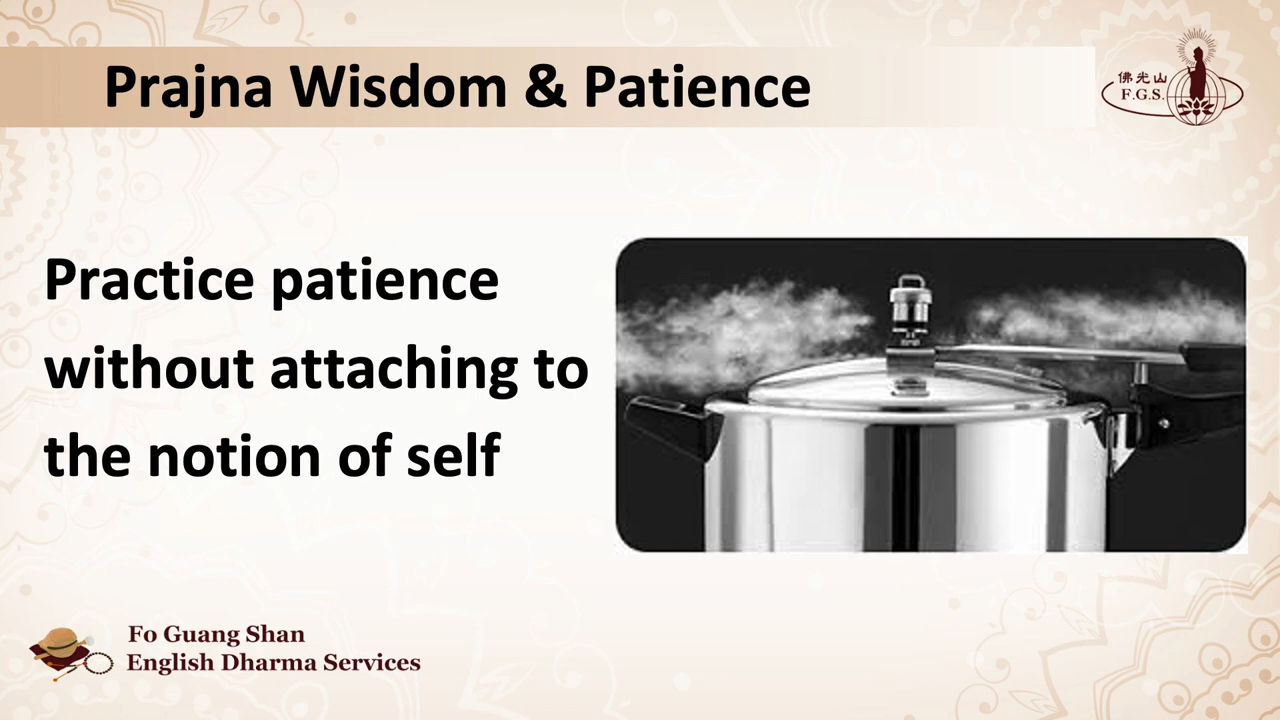 Prajna Wisdom & Patience
佛光山
F.G.S.
Practice patience
without attaching to
the notion of self
Fo Guang Shan
English Dharma Services